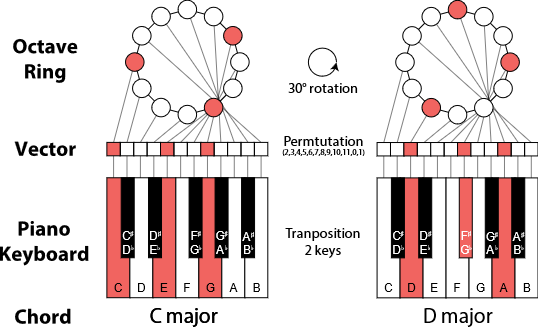 Octave
Ring
30° rotation
Vector
Permtutation
(2,3,4,5,6,7,8,9,10,11,0,1)
Piano
Keyboard
C♯ D♯ F♯ G♯ A♯
D♭ E♭ G♭ A♭ B♭
C D E F G A B
Tranposition
2 keys
C♯ D♯ F♯ G♯ A♯
D♭ E♭ G♭ A♭ B♭
C D E F G A B
Chord
C major
D major